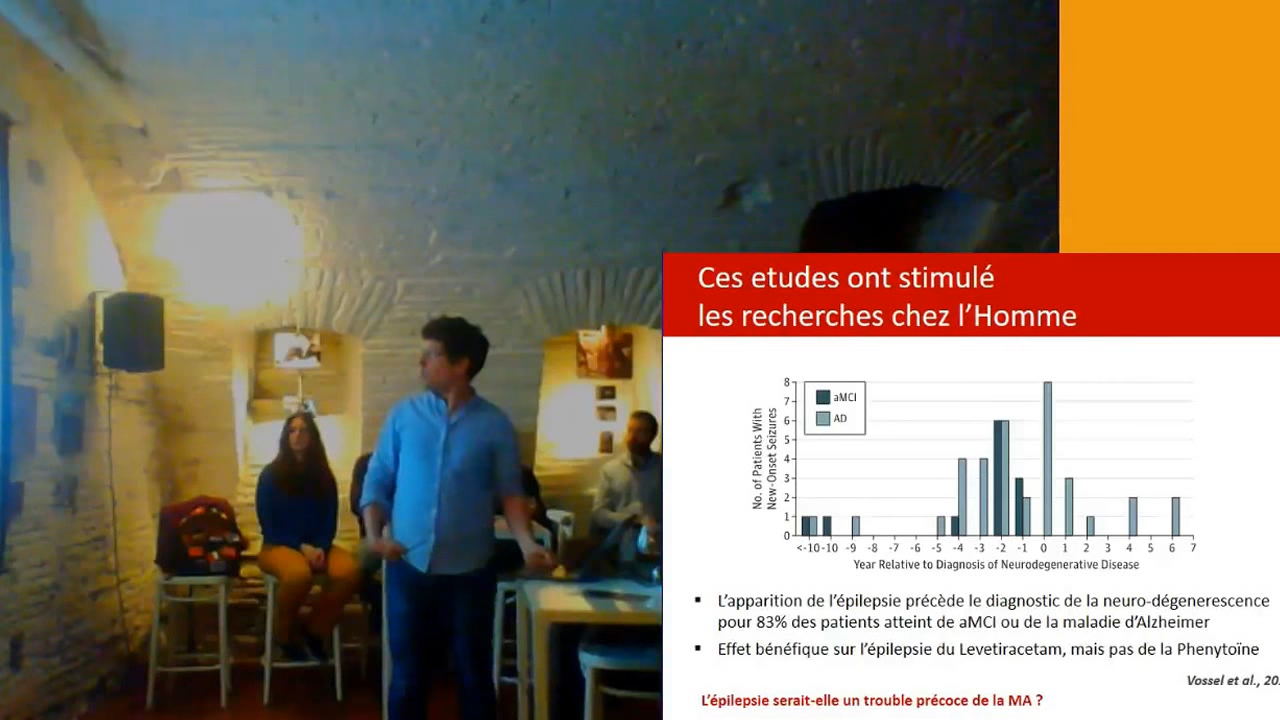 Ces etudes ont stimulé
les recherches chez l’Homme
8
7
6
5
4
3
2
1
0
No. of Patients With
New-Onset Seizures
aMCI
AD
<-10 -10 -9 -8 -7 -6 -5 -4 -3 -2 -1 0 1 2 3 4 5 6 7
Year Relative to Diagnosis of Neurodegenerative Disease
▪ L’apparition de l’épilepsie précède le diagnostic de la neuro-dégenerescence
pour 83% des patients atteint de aMCI ou de la maladie d’Alzheimer
▪ Effet bénéfique sur l’épilepsie du Levetiracetam, mais pas de la Phenytoïne
Vossel et al., 20
L’épilepsie serait-elle un trouble précoce de la MA ?